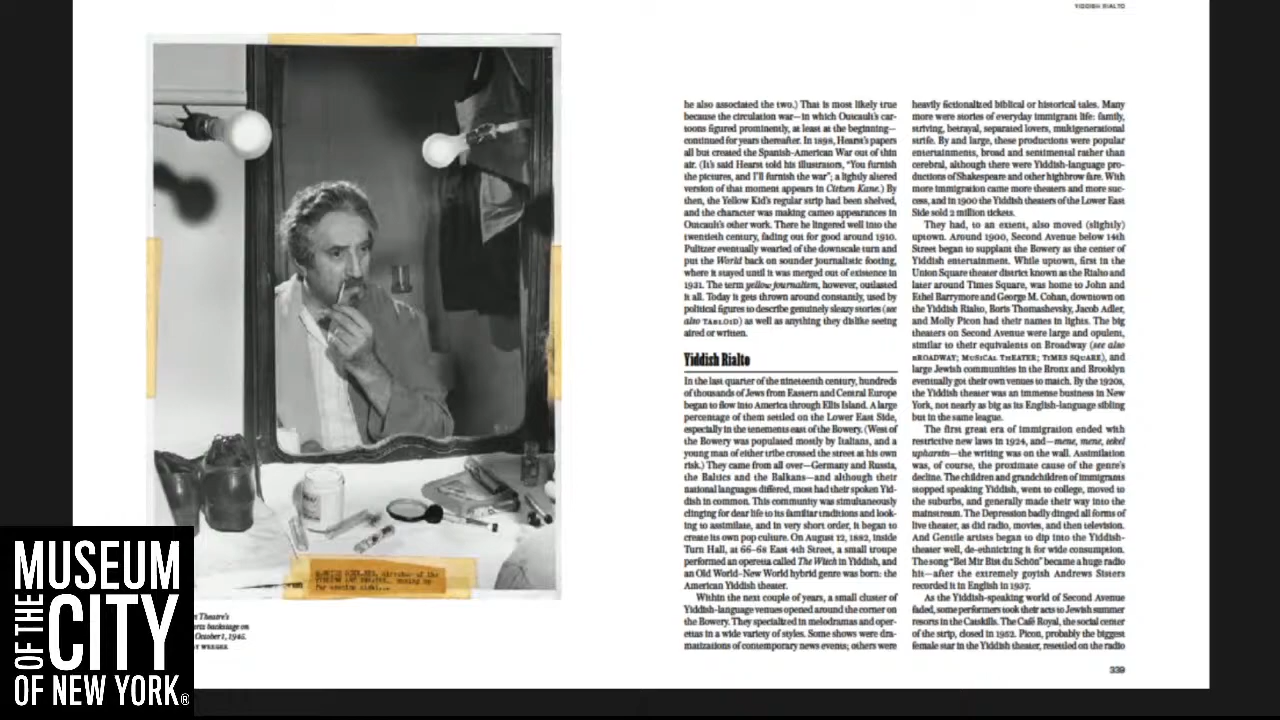 YIDDISH RIALTO
he also associated the two.) That is most likely true
because the circulation war—in which Outcault's car-
toons figured prominently, at least at the beginning—
continued for years thereafter. In 1898, Hearst's papers
all but created the Spanish-American War out of thin
air. (It's said Hearst told his illustrators, "You furnish
the pictures, and I'll furnish the war"; a lightly altered
version of that moment appears in Citizen Kane.) By
then, the Yellow Kid's regular strip had been shelved,
and the character was making cameo appearances in
Outcault's other work. There he lingered well into the
twentieth century, fading out for good around 1910.
Pulitzer eventually wearied of the downscale turn and
put the World back on sounder journalistic footing,
where it stayed until it was merged out of existence in
1931. The term yellow journalism, however, outlasted
it all. Today it gets thrown around constantly, used by
political figures to describe genuinely sleazy stories (see
also TABLOID) as well as anything they dislike seeing
aired or written.
Yiddish Rialto
In the last quarter of the nineteenth century, hundreds
of thousands of Jews from Eastern and Central Europe
began to flow into America through Ellis Island. A large
percentage of them settled on the Lower East Side,
especially in the tenements east of the Bowery. (West of
the Bowery was populated mostly by Italians, and a
young man of either tribe crossed the street at his own
risk.) They came from all over—Germany and Russia,
the Baltics and the Balkans—and although their
national languages differed, most had their spoken Yid-
dish in common. This community was simultaneously
clinging for dear life to its familiar traditions and look-
ing to assimilate, and in very short order, it began to
create its own pop culture. On August 12, 1882, inside
Turn Hall, at 66–68 East 4th Street, a small troupe
performed an operetta called The Witch in Yiddish, and
an Old World–New World hybrid genre was born: the
American Yiddish theater.
Within the next couple of years, a small cluster of
Yiddish-language venues opened around the corner on
the Bowery. They specialized in melodramas and oper-
ettas in a wide variety of styles. Some shows were dra-
matizations of contemporary news events; others were
heavily fictionalized biblical or historical tales. Many
more were stories of everyday immigrant life: family,
striving, betrayal, separated lovers, multigenerational
strife. By and large, these productions were popular
entertainments, broad and sentimental rather than
cerebral, although there were Yiddish-language pro-
ductions of Shakespeare and other highbrow fare. With
more immigration came more theaters and more suc-
cess, and in 1900 the Yiddish theaters of the Lower East
Side sold 2 million tickets.
They had, to an extent, also moved (slightly)
uptown. Around 1900, Second Avenue below 14th
Street began to supplant the Bowery as the center of
Yiddish entertainment. While uptown, first in the
Union Square theater district known as the Rialto and
later around Times Square, was home to John and
Ethel Barrymore and George M. Cohan, downtown on
the Yiddish Rialto, Boris Thomashevsky, Jacob Adler,
and Molly Picon had their names in lights. The big
theaters on Second Avenue were large and opulent,
similar to their equivalents on Broadway (see also
BROADWAY; MUSICAL THEATER; TIMES SQUARE), and
large Jewish communities in the Bronx and Brooklyn
eventually got their own venues to match. By the 1920s,
the Yiddish theater was an immense business in New
York, not nearly as big as its English-language sibling
but in the same league.
The first great era of immigration ended with
restrictive new laws in 1924, and—mene, mene, tekel
upharsin—the writing was on the wall. Assimilation
was, of course, the proximate cause of the genre's
decline. The children and grandchildren of immigrants
stopped speaking Yiddish, went to college, moved to
the suburbs, and generally made their way into the
mainstream. The Depression badly dinged all forms of
live theater, as did radio, movies, and then television.
And Gentile artists began to dip into the Yiddish-
theater well, de-ethnicizing it for wide consumption.
The song "Bei Mir Bist du Schön" became a huge radio
hit—after the extremely goyish Andrews Sisters
recorded it in English in 1937.
As the Yiddish-speaking world of Second Avenue
faded, some performers took their acts to Jewish summer
resorts in the Catskills. The Café Royal, the social center
of the strip, closed in 1952. Picon, probably the biggest
female star in the Yiddish theater, resettled on the radio
339
Theatre's
backstage on
October 1, 1945.
WEEGEE
MUSEUM
OF THE
CITY
OF NEW YORK®